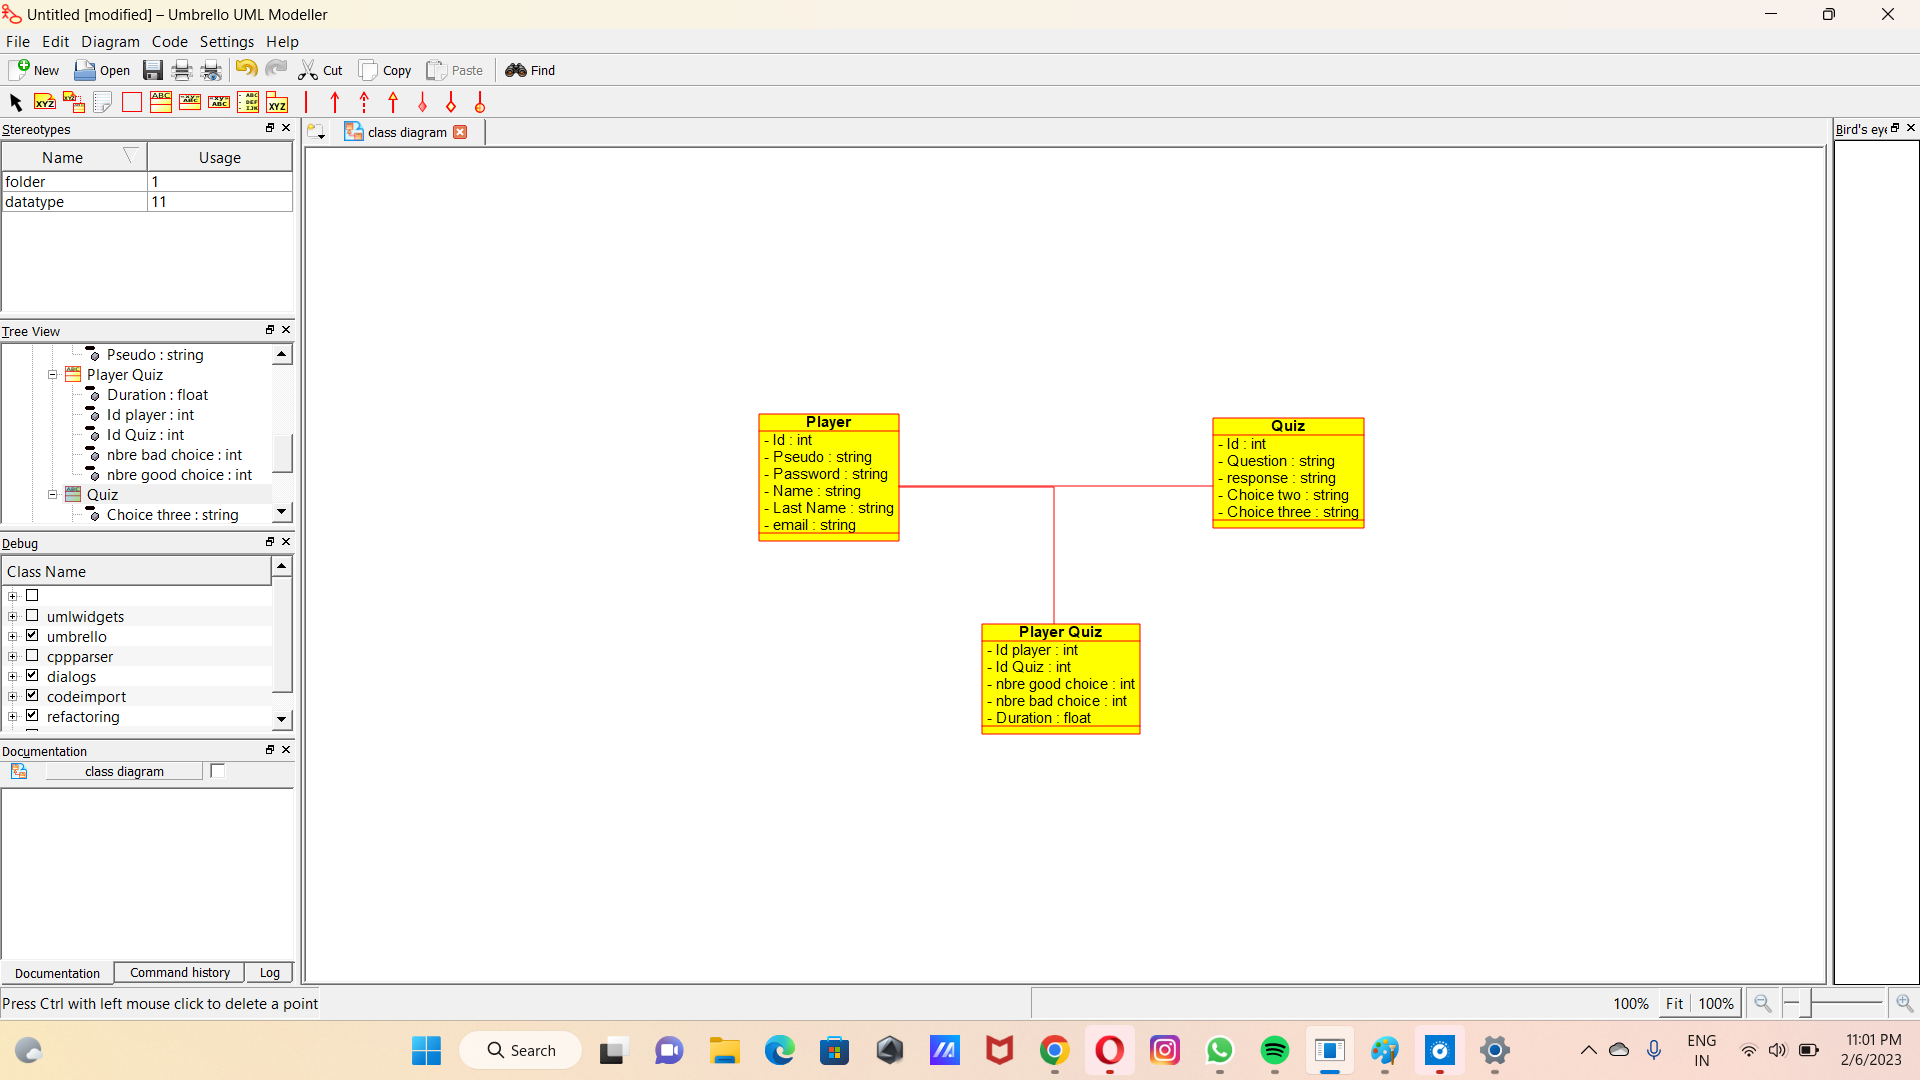 Untitled [modified] – Umbrello UML Modeller
File Edit Diagram Code Settings Help
New Open Cut Copy Paste Find
Stereotypes
Name Usage
folder 1
datatype 11
Tree View
Pseudo : string
Player Quiz
Duration : float
Id player : int
Id Quiz : int
nbre bad choice : int
nbre good choice : int
Quiz
Choice three : string
Debug
Class Name
umlwidgets
umbrello
cppparser
dialogs
codeimport
refactoring
Documentation
class diagram
Documentation Command history Log
Press Ctrl with left mouse click to delete a point
class diagram
Player
- Id : int
- Pseudo : string
- Password : string
- Name : string
- Last Name : string
- email : string
Quiz
- Id : int
- Question : string
- response : string
- Choice two : string
- Choice three : string
Player Quiz
- Id player : int
- Id Quiz : int
- nbre good choice : int
- nbre bad choice : int
- Duration : float
Bird's eye
100% Fit 100%
Search
ENG
IN
11:01 PM
2/6/2023